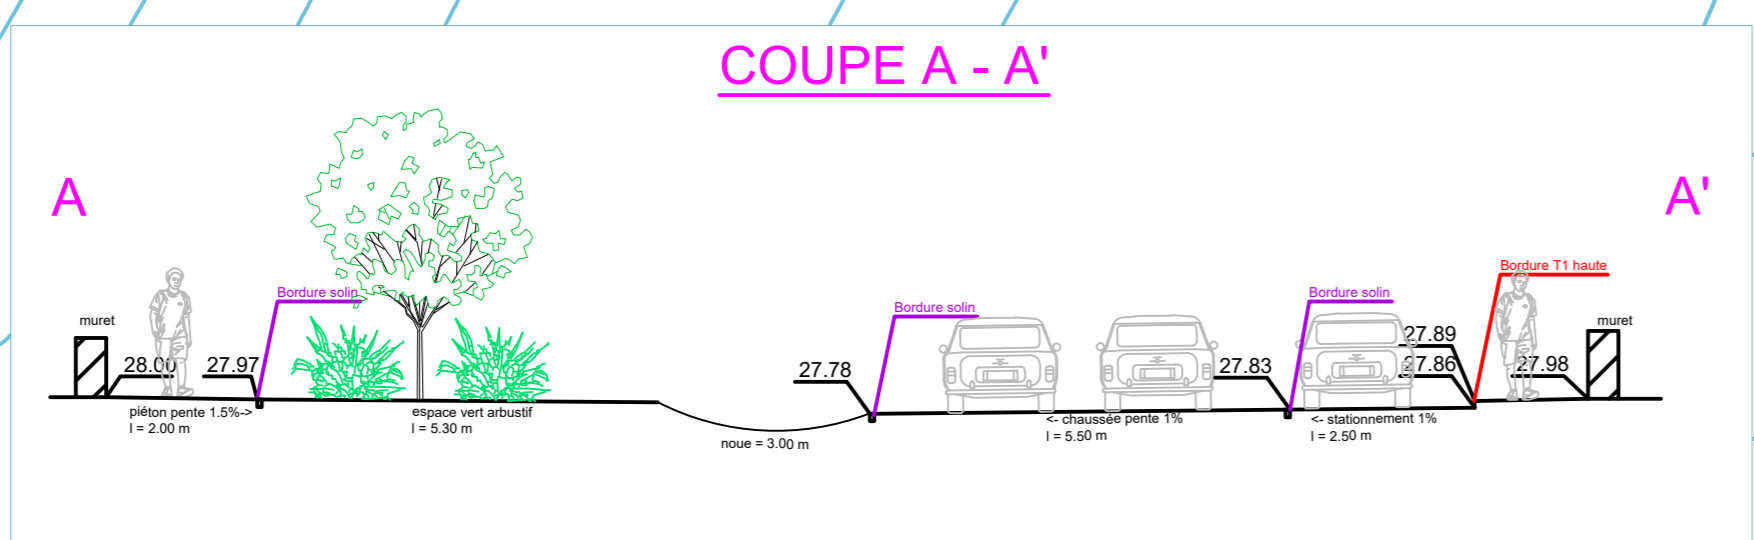 COUPE A - A'
A
A'
Bordure T1 haute
Bordure solin
Bordure solin
Bordure solin
muret
muret
28.00
27.97
27.78
27.83
27.89
27.86
27.98
piéton pente 1.5%->
l = 2.00 m
espace vert arbustif
l = 5.30 m
noue = 3.00 m
<- chaussée pente 1%
l = 5.50 m
<- stationnement 1%
l = 2.50 m